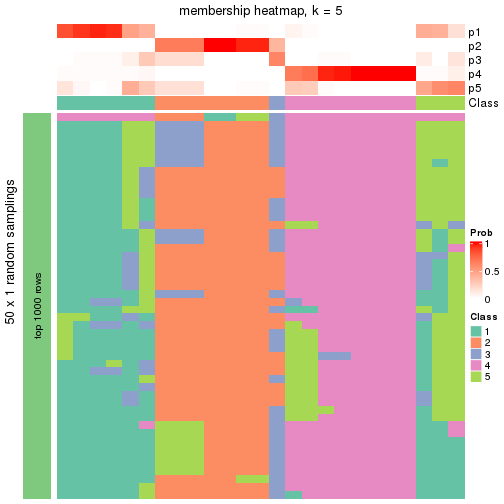 membership heatmap, k = 5
p1
p2
p3
p4
p5
Class
50 x 1 random samplings
top 1000 rows
Prob
1
0.5
0
Class
1
2
3
4
5